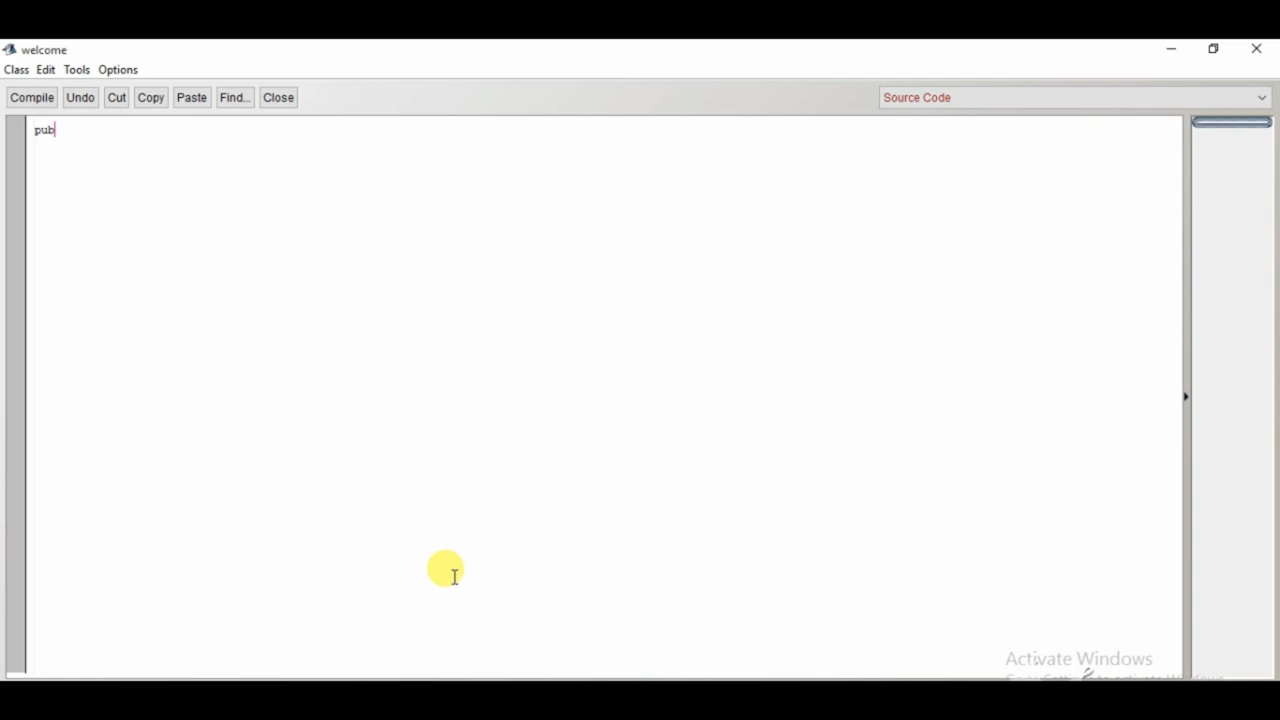 welcome
Class Edit Tools Options
Compile Undo Cut Copy Paste Find... Close Source Code
pub
Activate Windows